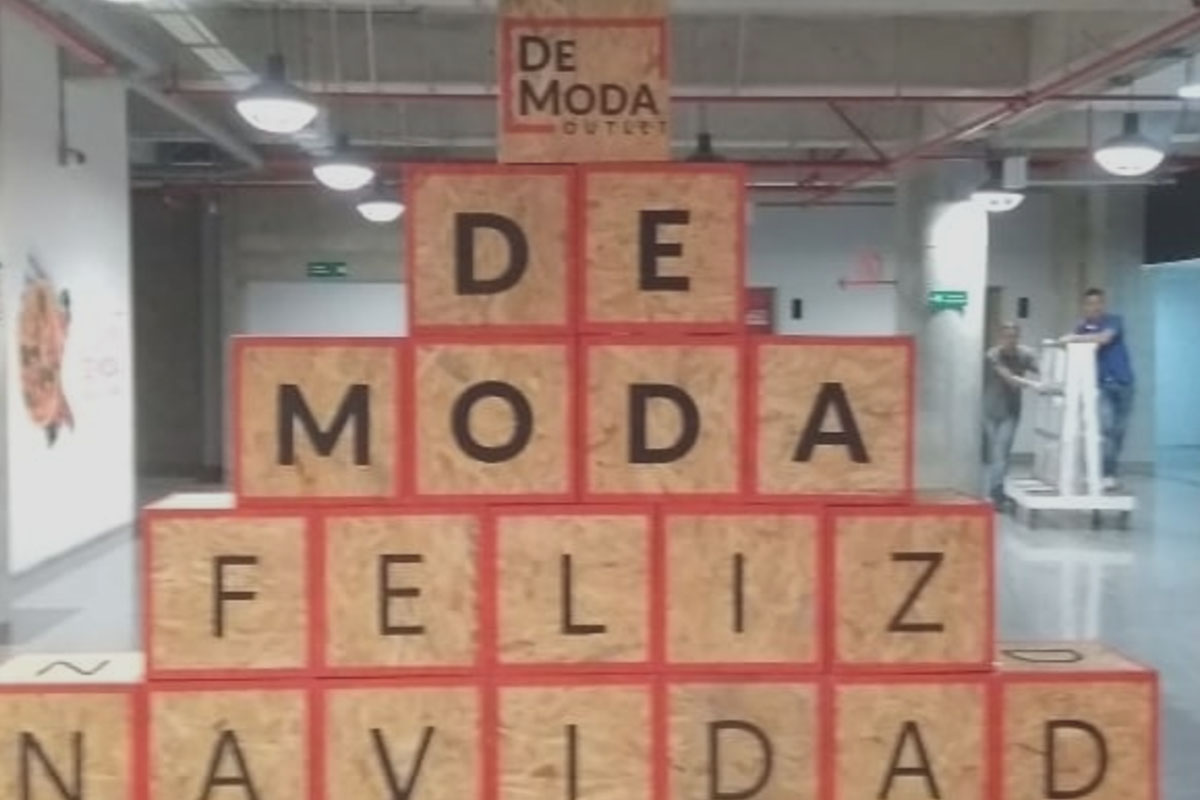 DE
MODA
OUTLET
DE
MODA
FELIZ
NAVIDAD
N D